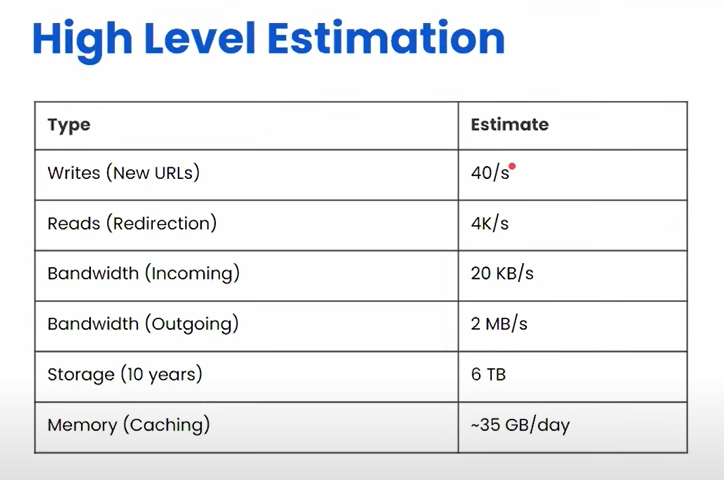 High Level Estimation
Type Estimate
Writes (New URLs) 40/s
Reads (Redirection) 4K/s
Bandwidth (Incoming) 20 KB/s
Bandwidth (Outgoing) 2 MB/s
Storage (10 years) 6 TB
Memory (Caching) ~35 GB/day